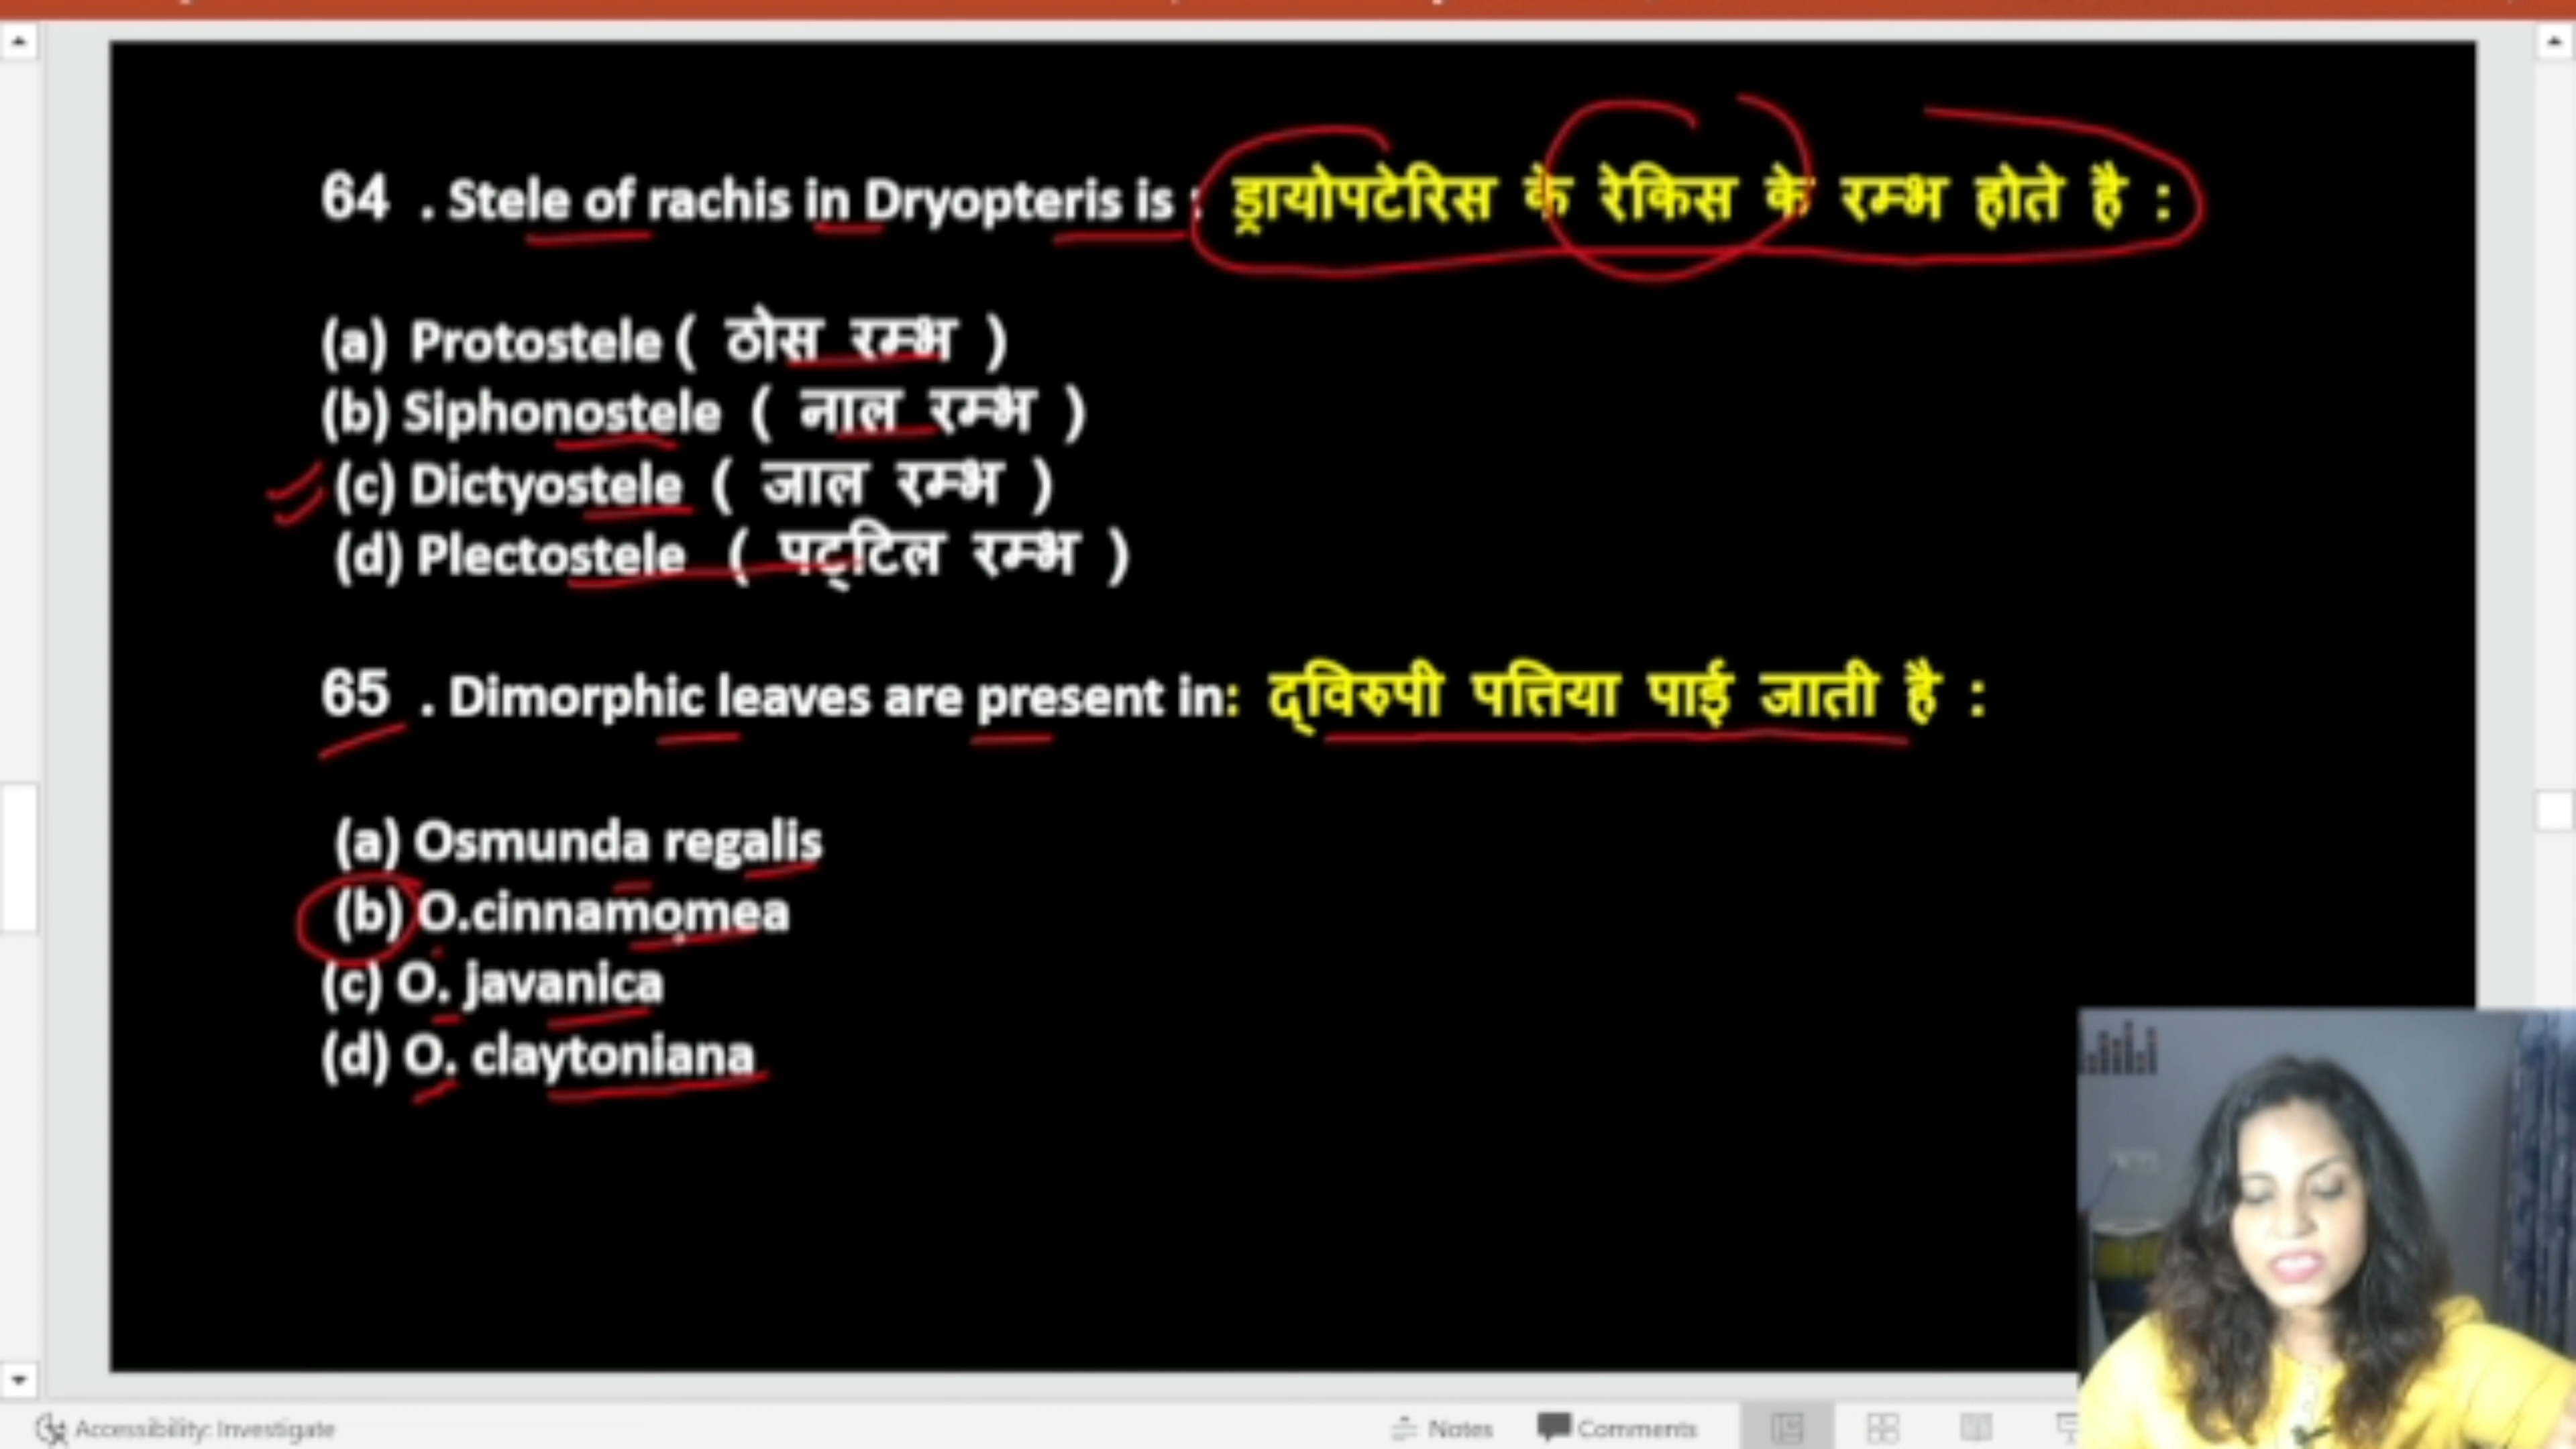 64 . Stele of rachis in Dryopteris is : ड्रायोपटेरिस के रेकिस के रम्भ होते है :
(a) Protostele ( ठोस रम्भ )
(b) Siphonostele ( नाल रम्भ )
(c) Dictyostele ( जाल रम्भ )
(d) Plectostele ( पट्टिल रम्भ )
65 . Dimorphic leaves are present in: द्विरुपी पत्तिया पाई जाती है :
(a) Osmunda regalis
(b) O.cinnamomea
(c) O. javanica
(d) O. claytoniana
Accessibility: Investigate
Notes
Comments